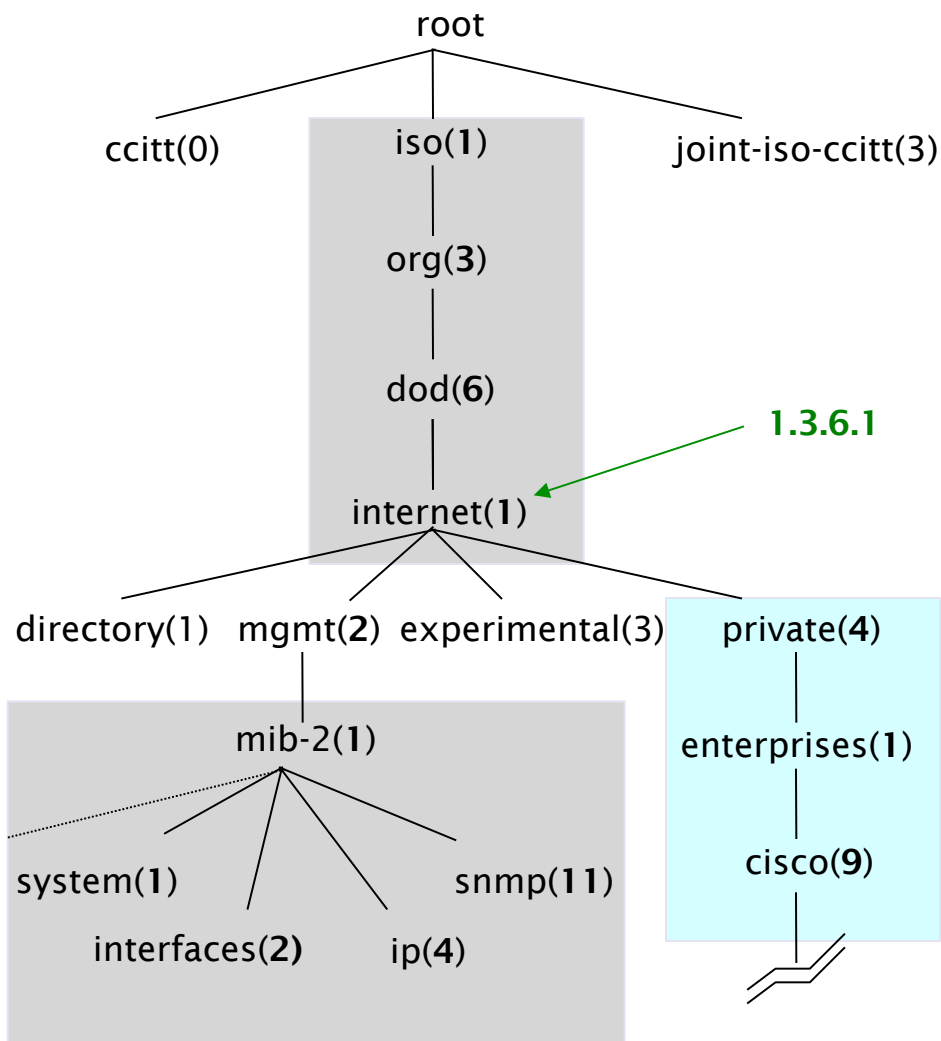 root
ccitt(0)
iso(1)
joint-iso-ccitt(3)
org(3)
dod(6)
1.3.6.1
internet(1)
directory(1)
mgmt(2)
experimental(3)
private(4)
mib-2(1)
enterprises(1)
cisco(9)
system(1)
snmp(11)
interfaces(2)
ip(4)